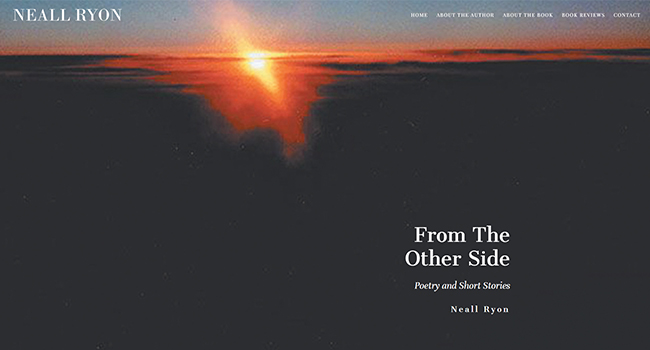 NEALL RYON
HOME ABOUT THE AUTHOR ABOUT THE BOOK BOOK REVIEWS CONTACT
From The
Other Side
Poetry and Short Stories
Neall Ryon